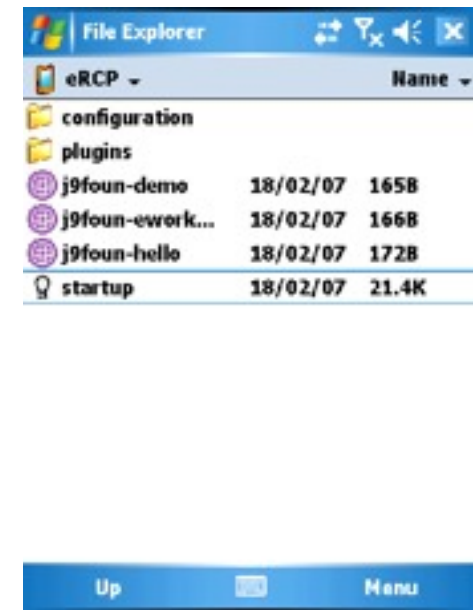 File Explorer
eRCP Name
configuration
plugins
j9foun-demo 18/02/07 165B
j9foun-ework... 18/02/07 166B
j9foun-hello 18/02/07 172B
startup 18/02/07 21.4K
Up Menu